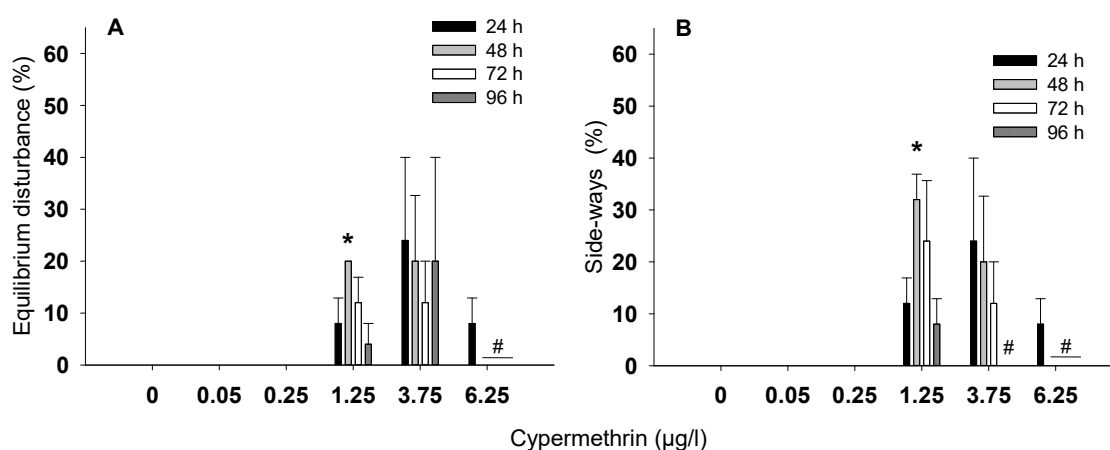 A
24 h
48 h
72 h
96 h
Equilibrium disturbance (%)
60
50
40
30
20
10
0
*
#
0 0.05 0.25 1.25 3.75 6.25
B
24 h
48 h
72 h
96 h
Side-ways (%)
60
50
40
30
20
10
0
*
#
#
0 0.05 0.25 1.25 3.75 6.25
Cypermethrin (µg/l)